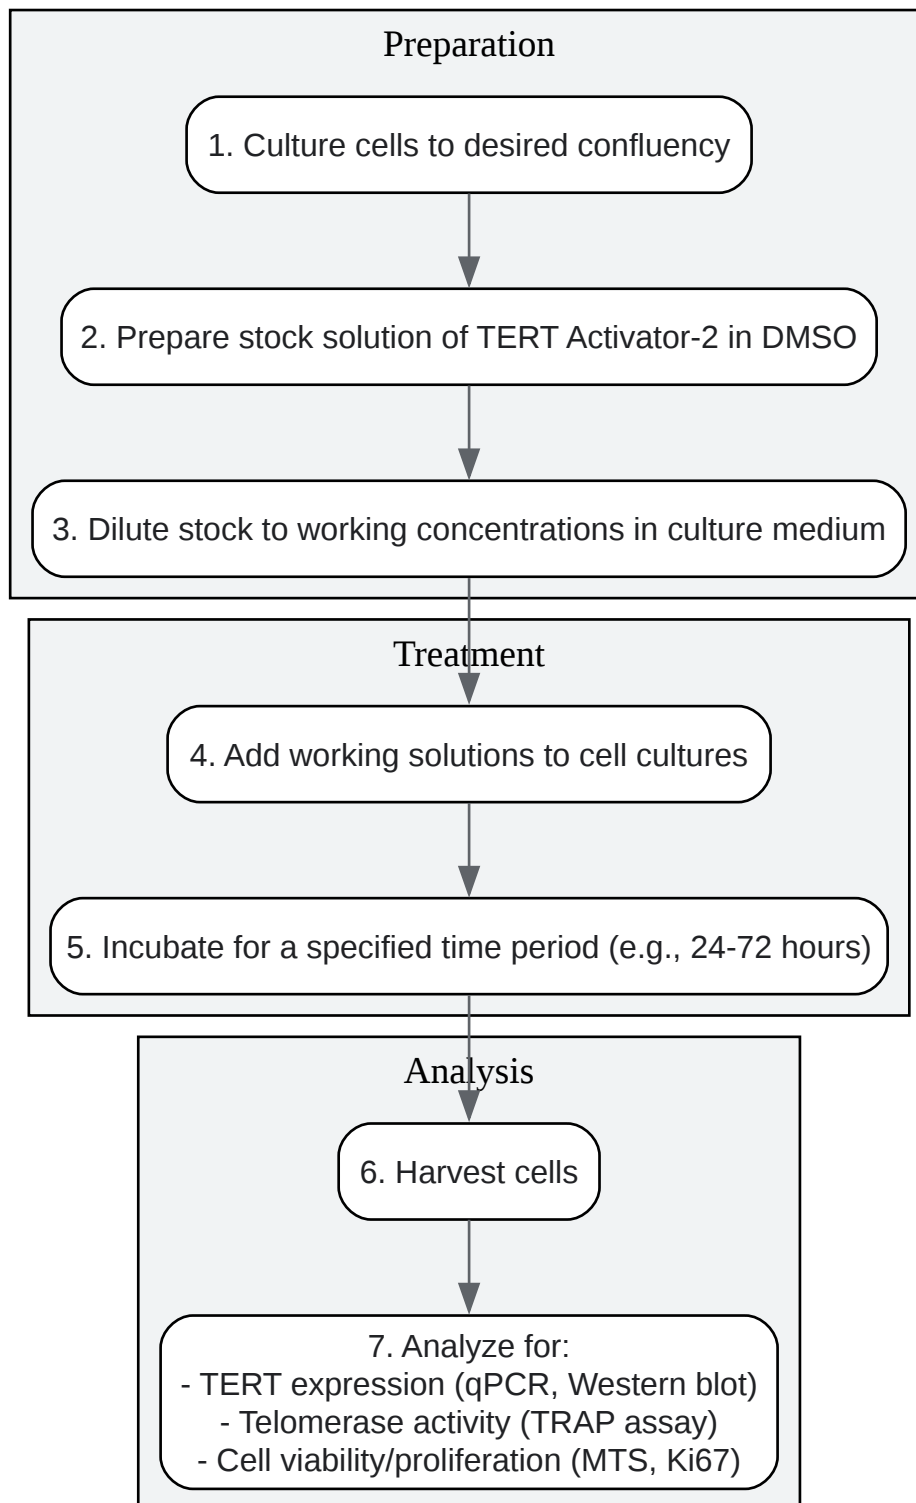 Preparation
1. Culture cells to desired confluency
2. Prepare stock solution of TERT Activator-2 in DMSO
3. Dilute stock to working concentrations in culture medium
Treatment
4. Add working solutions to cell cultures
5. Incubate for a specified time period (e.g., 24-72 hours)
Analysis
6. Harvest cells
7. Analyze for:
- TERT expression (qPCR, Western blot)
- Telomerase activity (TRAP assay)
- Cell viability/proliferation (MTS, Ki67)